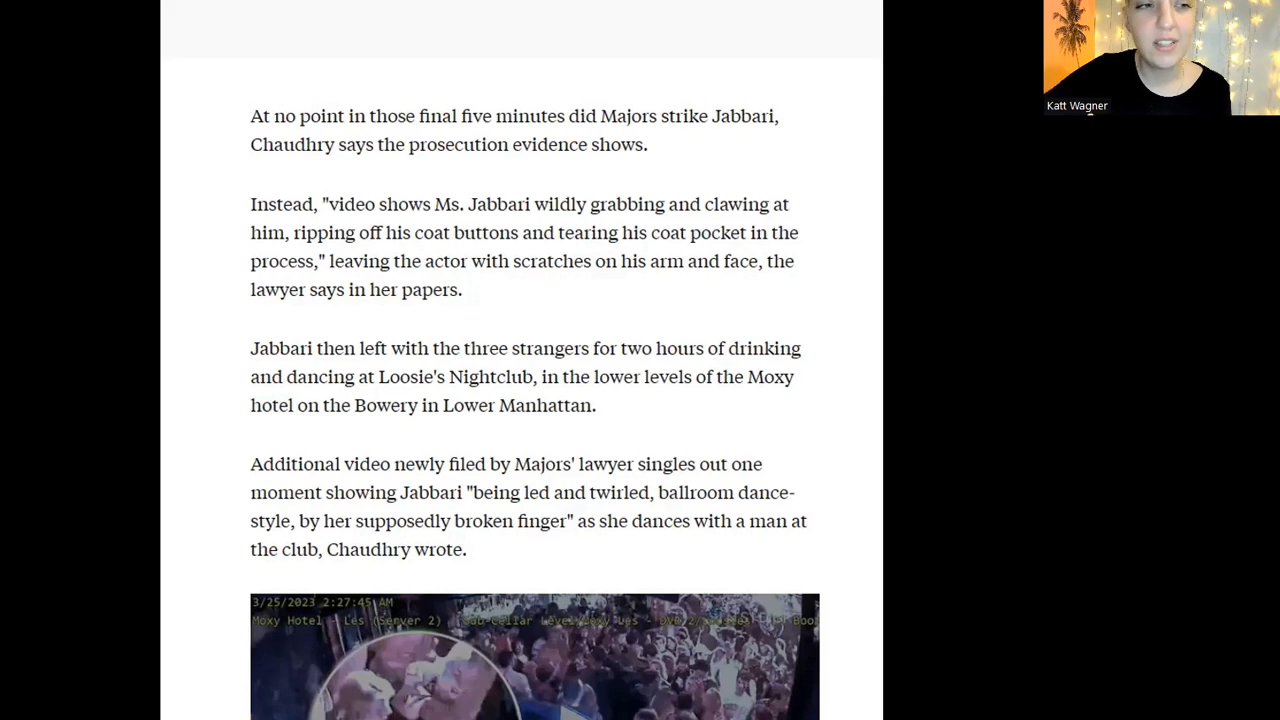 At no point in those final five minutes did Majors strike Jabbari,
Chaudhry says the prosecution evidence shows.
Instead, "video shows Ms. Jabbari wildly grabbing and clawing at
him, ripping off his coat buttons and tearing his coat pocket in the
process," leaving the actor with scratches on his arm and face, the
lawyer says in her papers.
Jabbari then left with the three strangers for two hours of drinking
and dancing at Loosie's Nightclub, in the lower levels of the Moxy
hotel on the Bowery in Lower Manhattan.
Additional video newly filed by Majors' lawyer singles out one
moment showing Jabbari "being led and twirled, ballroom dance-
style, by her supposedly broken finger" as she dances with a man at
the club, Chaudhry wrote.
3/25/2023 2:27:45 AM
Moxy Hotel - Les (Server 2)
Katt Wagner